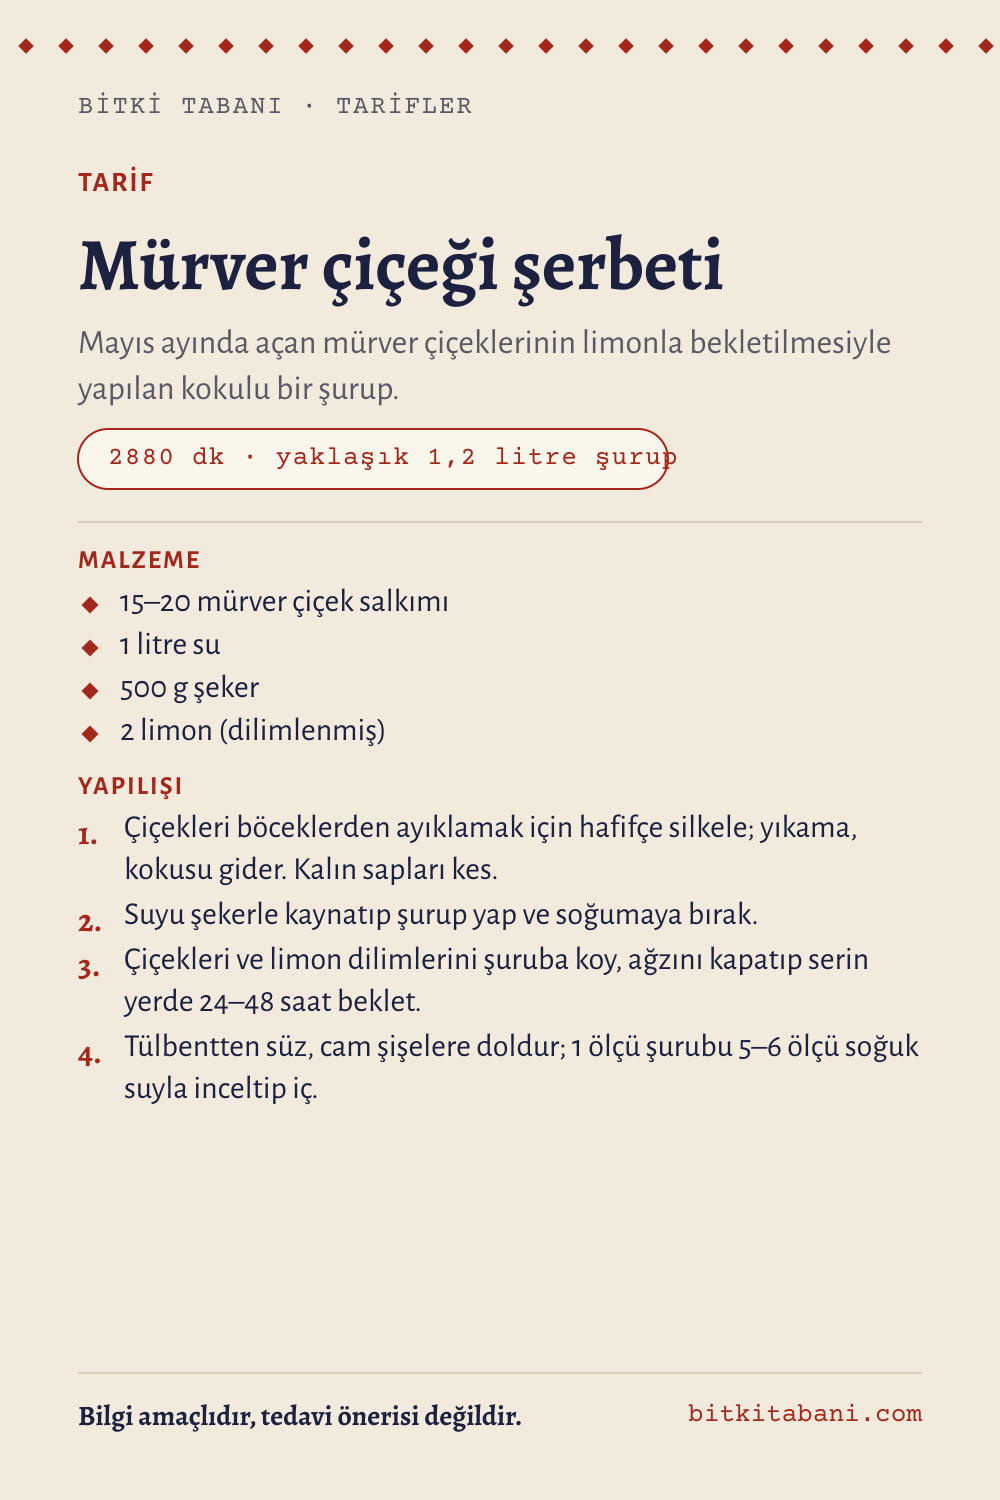 BİTKİ TABANI · TARİFLER
TARİF
Mürver çiçeği şerbeti
Mayıs ayında açan mürver çiçeklerinin limonla bekletilmesiyle
yapılan kokulu bir şurup.
2880 dk · yaklaşık 1,2 litre şurup
MALZEME
15–20 mürver çiçek salkımı
1 litre su
500 g şeker
2 limon (dilimlenmiş)
YAPILIŞI
1. Çiçekleri böceklerden ayıklamak için hafifçe silkele; yıkama,
kokusu gider. Kalın sapları kes.
2. Suyu şekerle kaynatıp şurup yap ve soğumaya bırak.
3. Çiçekleri ve limon dilimlerini şuruba koy, ağzını kapatıp serin
yerde 24–48 saat beklet.
4. Tülbentten süz, cam şişelere doldur; 1 ölçü şurubu 5–6 ölçü soğuk
suyla inceltip iç.
Bilgi amaçlıdır, tedavi önerisi değildir.
bitkitabani.com